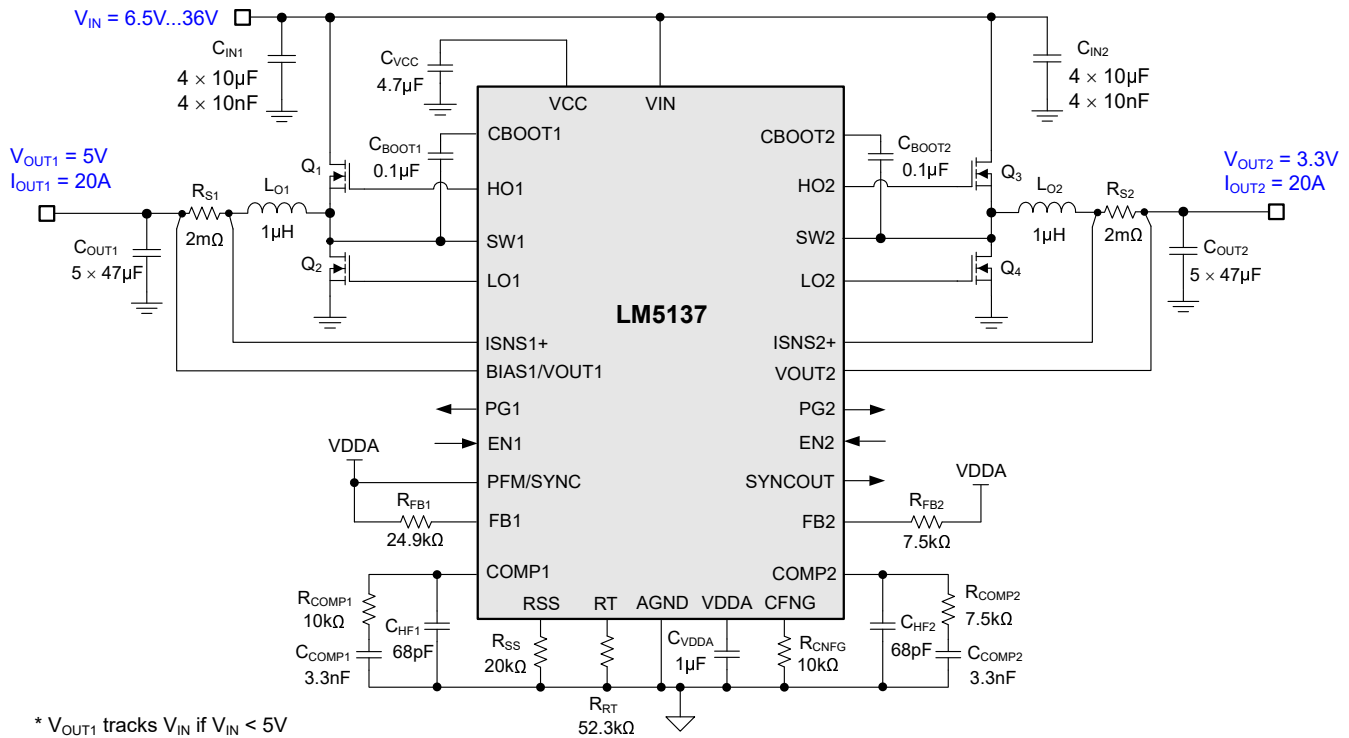 VIN = 6.5V...36V
CIN1
4 × 10µF
4 × 10nF
CVCC
4.7µF
CIN2
4 × 10µF
4 × 10nF
VCC
VIN
VOUT1 = 5V
IOUT1 = 20A
VOUT2 = 3.3V
IOUT2 = 20A
CBOOT1
CBOOT1
0.1µF
CBOOT2
CBOOT2
0.1µF
Q1
Q3
HO1
HO2
RS1
2mΩ
LO1
1µH
LO2
1µH
RS2
2mΩ
SW1
SW2
COUT1
5 × 47µF
COUT2
5 × 47µF
Q2
Q4
LO1
LO2
LM5137
ISNS1+
ISNS2+
BIAS1/VOUT1
VOUT2
PG1
PG2
EN1
EN2
VDDA
VDDA
PFM/SYNC
SYNCOUT
RFB1
24.9kΩ
FB1
FB2
RFB2
7.5kΩ
COMP1
COMP2
RSS
RT
AGND
VDDA
CFNG
RCOMP1
10kΩ
CCOMP1
3.3nF
CHF1
68pF
RSS
20kΩ
RRT
52.3kΩ
CVDDA
1µF
RCNFG
10kΩ
CHF2
68pF
RCOMP2
7.5kΩ
CCOMP2
3.3nF
* VOUT1 tracks VIN if VIN < 5V